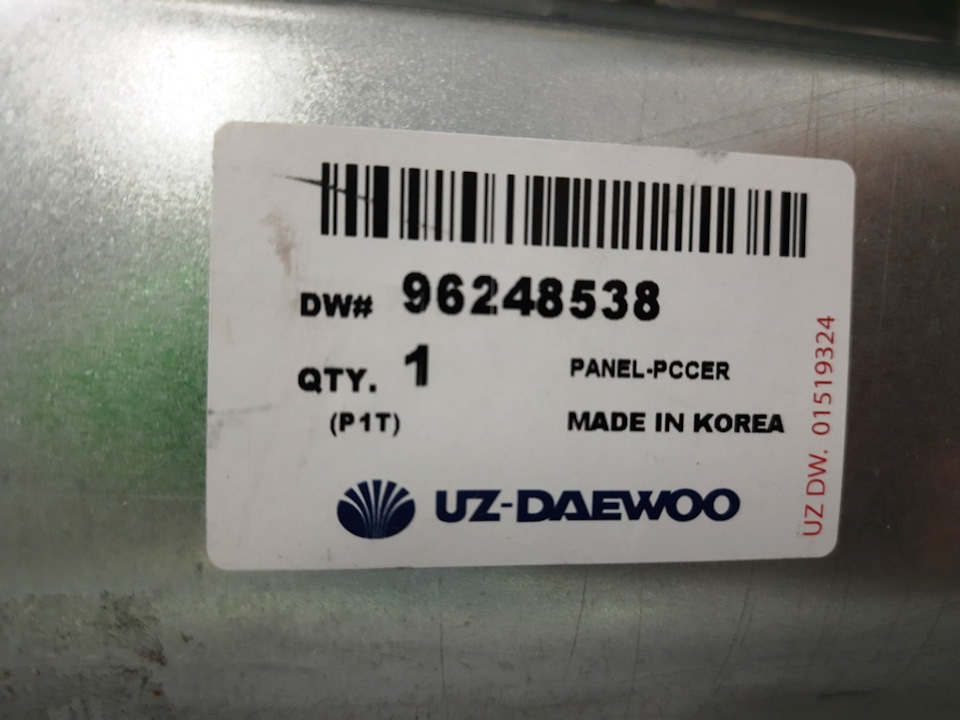 DW# 96248538
QTY. 1 PANEL-PCCER
(P1T) MADE IN KOREA
UZ-DAEWOO
UZ DW. 01519324